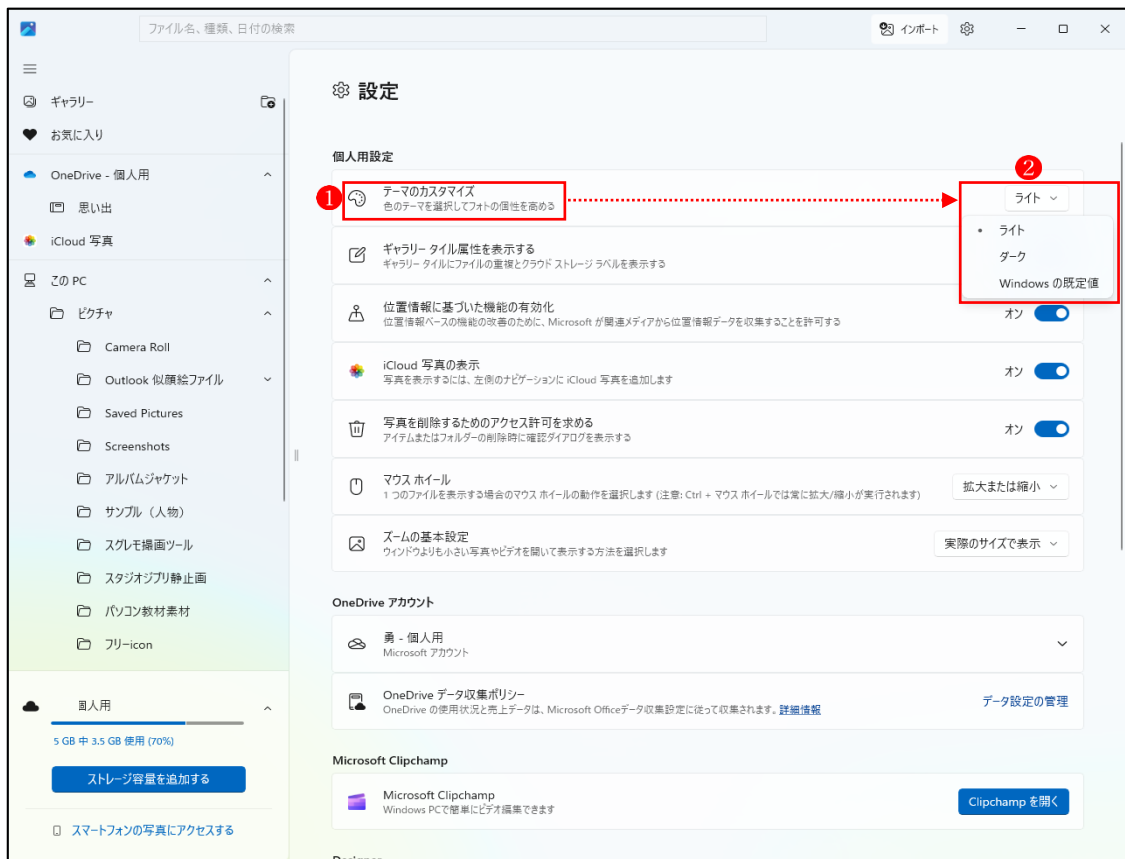 ファイル名、種類、日付の検索
インポート
ギャラリー
お気に入り
OneDrive - 個人用
思い出
iCloud 写真
この PC
ピクチャ
Camera Roll
Outlook 似顔絵ファイル
Saved Pictures
Screenshots
アルバムジャケット
サンプル（人物）
スグレモ撮画ツール
スタジオジブリ静止画
パソコン教材素材
フリーicon
個人用
5 GB 中 3.5 GB 使用 (70%)
ストレージ容量を追加する
スマートフォンの写真にアクセスする
設定
個人用設定
1
テーマのカスタマイズ
色のテーマを選択してフォトの個性を高める
2
ライト
ライト
ダーク
Windows の既定値
ギャラリー タイル属性を表示する
ギャラリー タイルにファイルの重複とクラウド ストレージ ラベルを表示する
位置情報に基づいた機能の有効化
位置情報ベースの機能の改善のために、Microsoft が関連メディアから位置情報データを収集することを許可する
オン
iCloud 写真の表示
写真を表示するには、左側のナビゲーションに iCloud 写真を追加します
オン
写真を削除するためのアクセス許可を求める
アイテムまたはフォルダーの削除時に確認ダイアログを表示する
オン
マウス ホイール
1 つのファイルを表示する場合のマウス ホイールの動作を選択します (注意: Ctrl + マウス ホイールでは常に拡大/縮小が実行されます)
拡大または縮小
ズームの基本設定
ウィンドウよりも小さい写真やビデオを開いて表示する方法を選択します
実際のサイズで表示
OneDrive アカウント
勇 - 個人用
Microsoft アカウント
OneDrive データ収集ポリシー
OneDrive の使用状況と売上データは、Microsoft Officeデータ収集設定に従って収集されます。詳細情報
データ設定の管理
Microsoft Clipchamp
Microsoft Clipchamp
Windows PCで簡単にビデオ編集できます
Clipchamp を開く